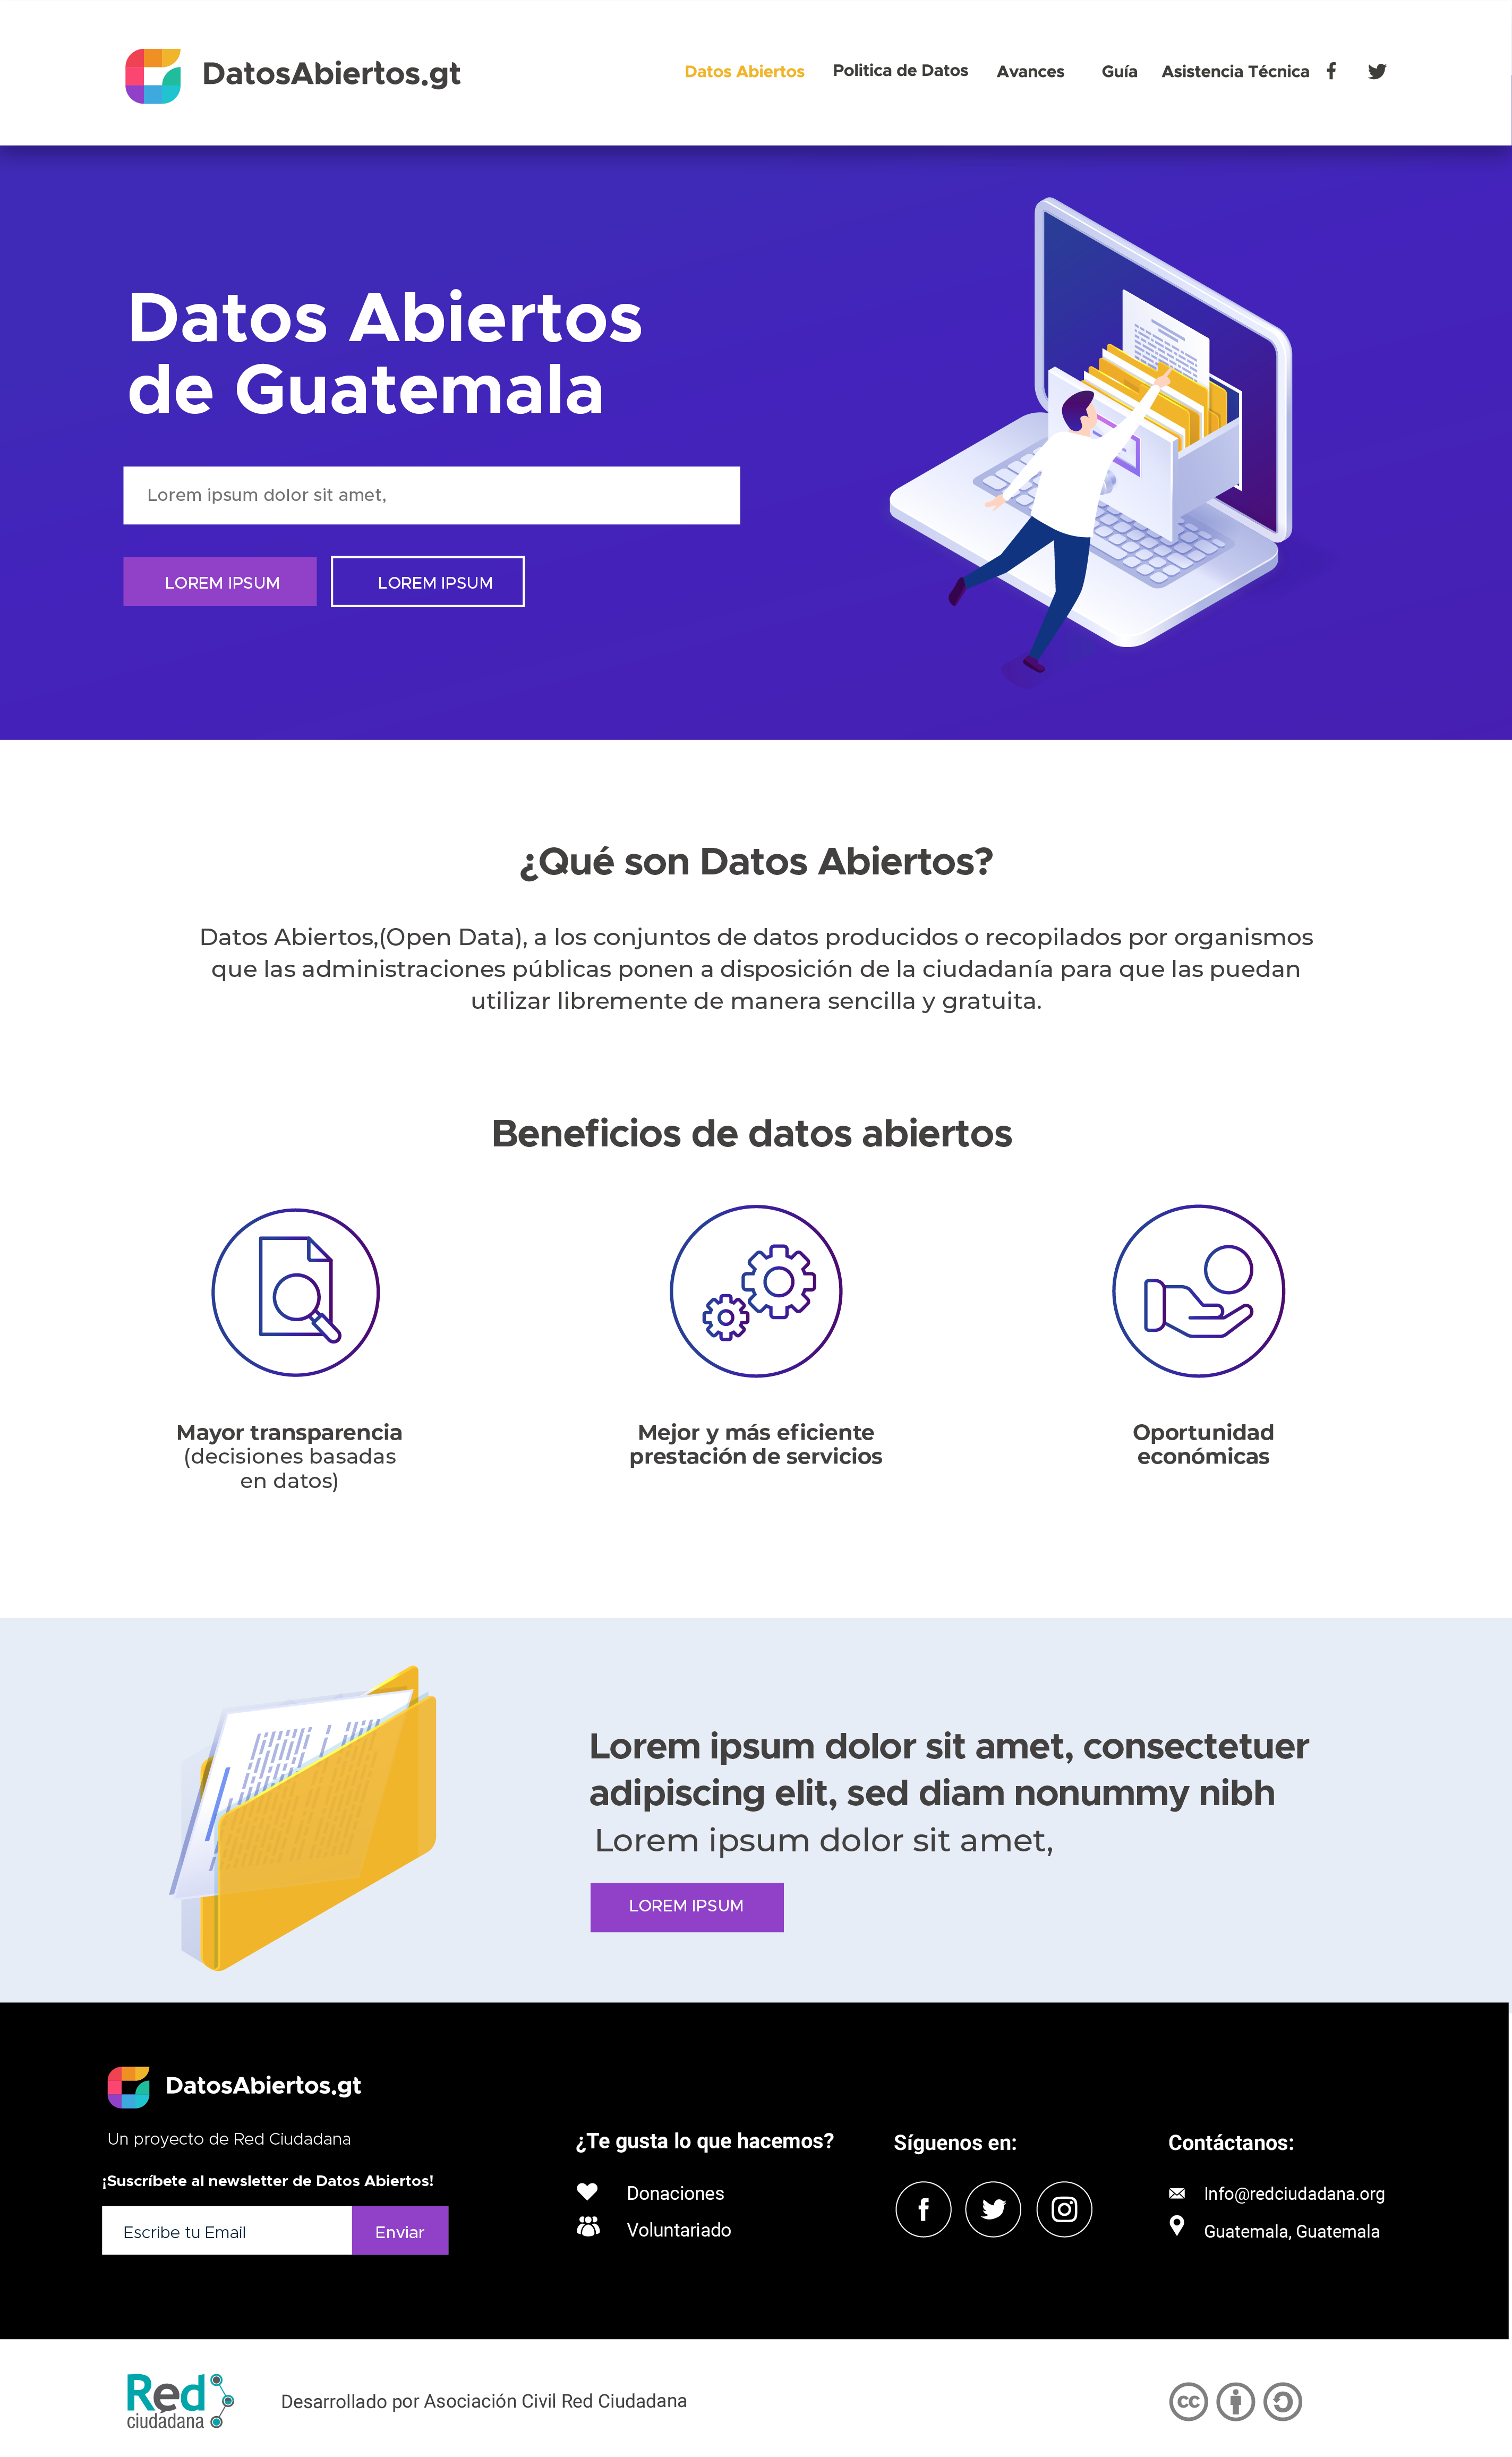 DatosAbiertos.gt
Datos Abiertos
Politica de Datos
Avances
Guía
Asistencia Técnica
Datos Abiertos
de Guatemala
Lorem ipsum dolor sit amet,
LOREM IPSUM
LOREM IPSUM
¿Qué son Datos Abiertos?
Datos Abiertos,(Open Data), a los conjuntos de datos producidos o recopilados por organismos
que las administraciones públicas ponen a disposición de la ciudadanía para que las puedan
utilizar libremente de manera sencilla y gratuita.
Beneficios de datos abiertos
Mayor transparencia
(decisiones basadas
en datos)
Mejor y más eficiente
prestación de servicios
Oportunidad
económicas
Lorem ipsum dolor sit amet, consectetuer
adipiscing elit, sed diam nonummy nibh
Lorem ipsum dolor sit amet,
LOREM IPSUM
DatosAbiertos.gt
Un proyecto de Red Ciudadana
¡Suscríbete al newsletter de Datos Abiertos!
Escribe tu Email
Enviar
¿Te gusta lo que hacemos?
Donaciones
Voluntariado
Síguenos en:
Contáctanos:
Info@redciudadana.org
Guatemala, Guatemala
Red
ciudadana
Desarrollado por Asociación Civil Red Ciudadana
cc